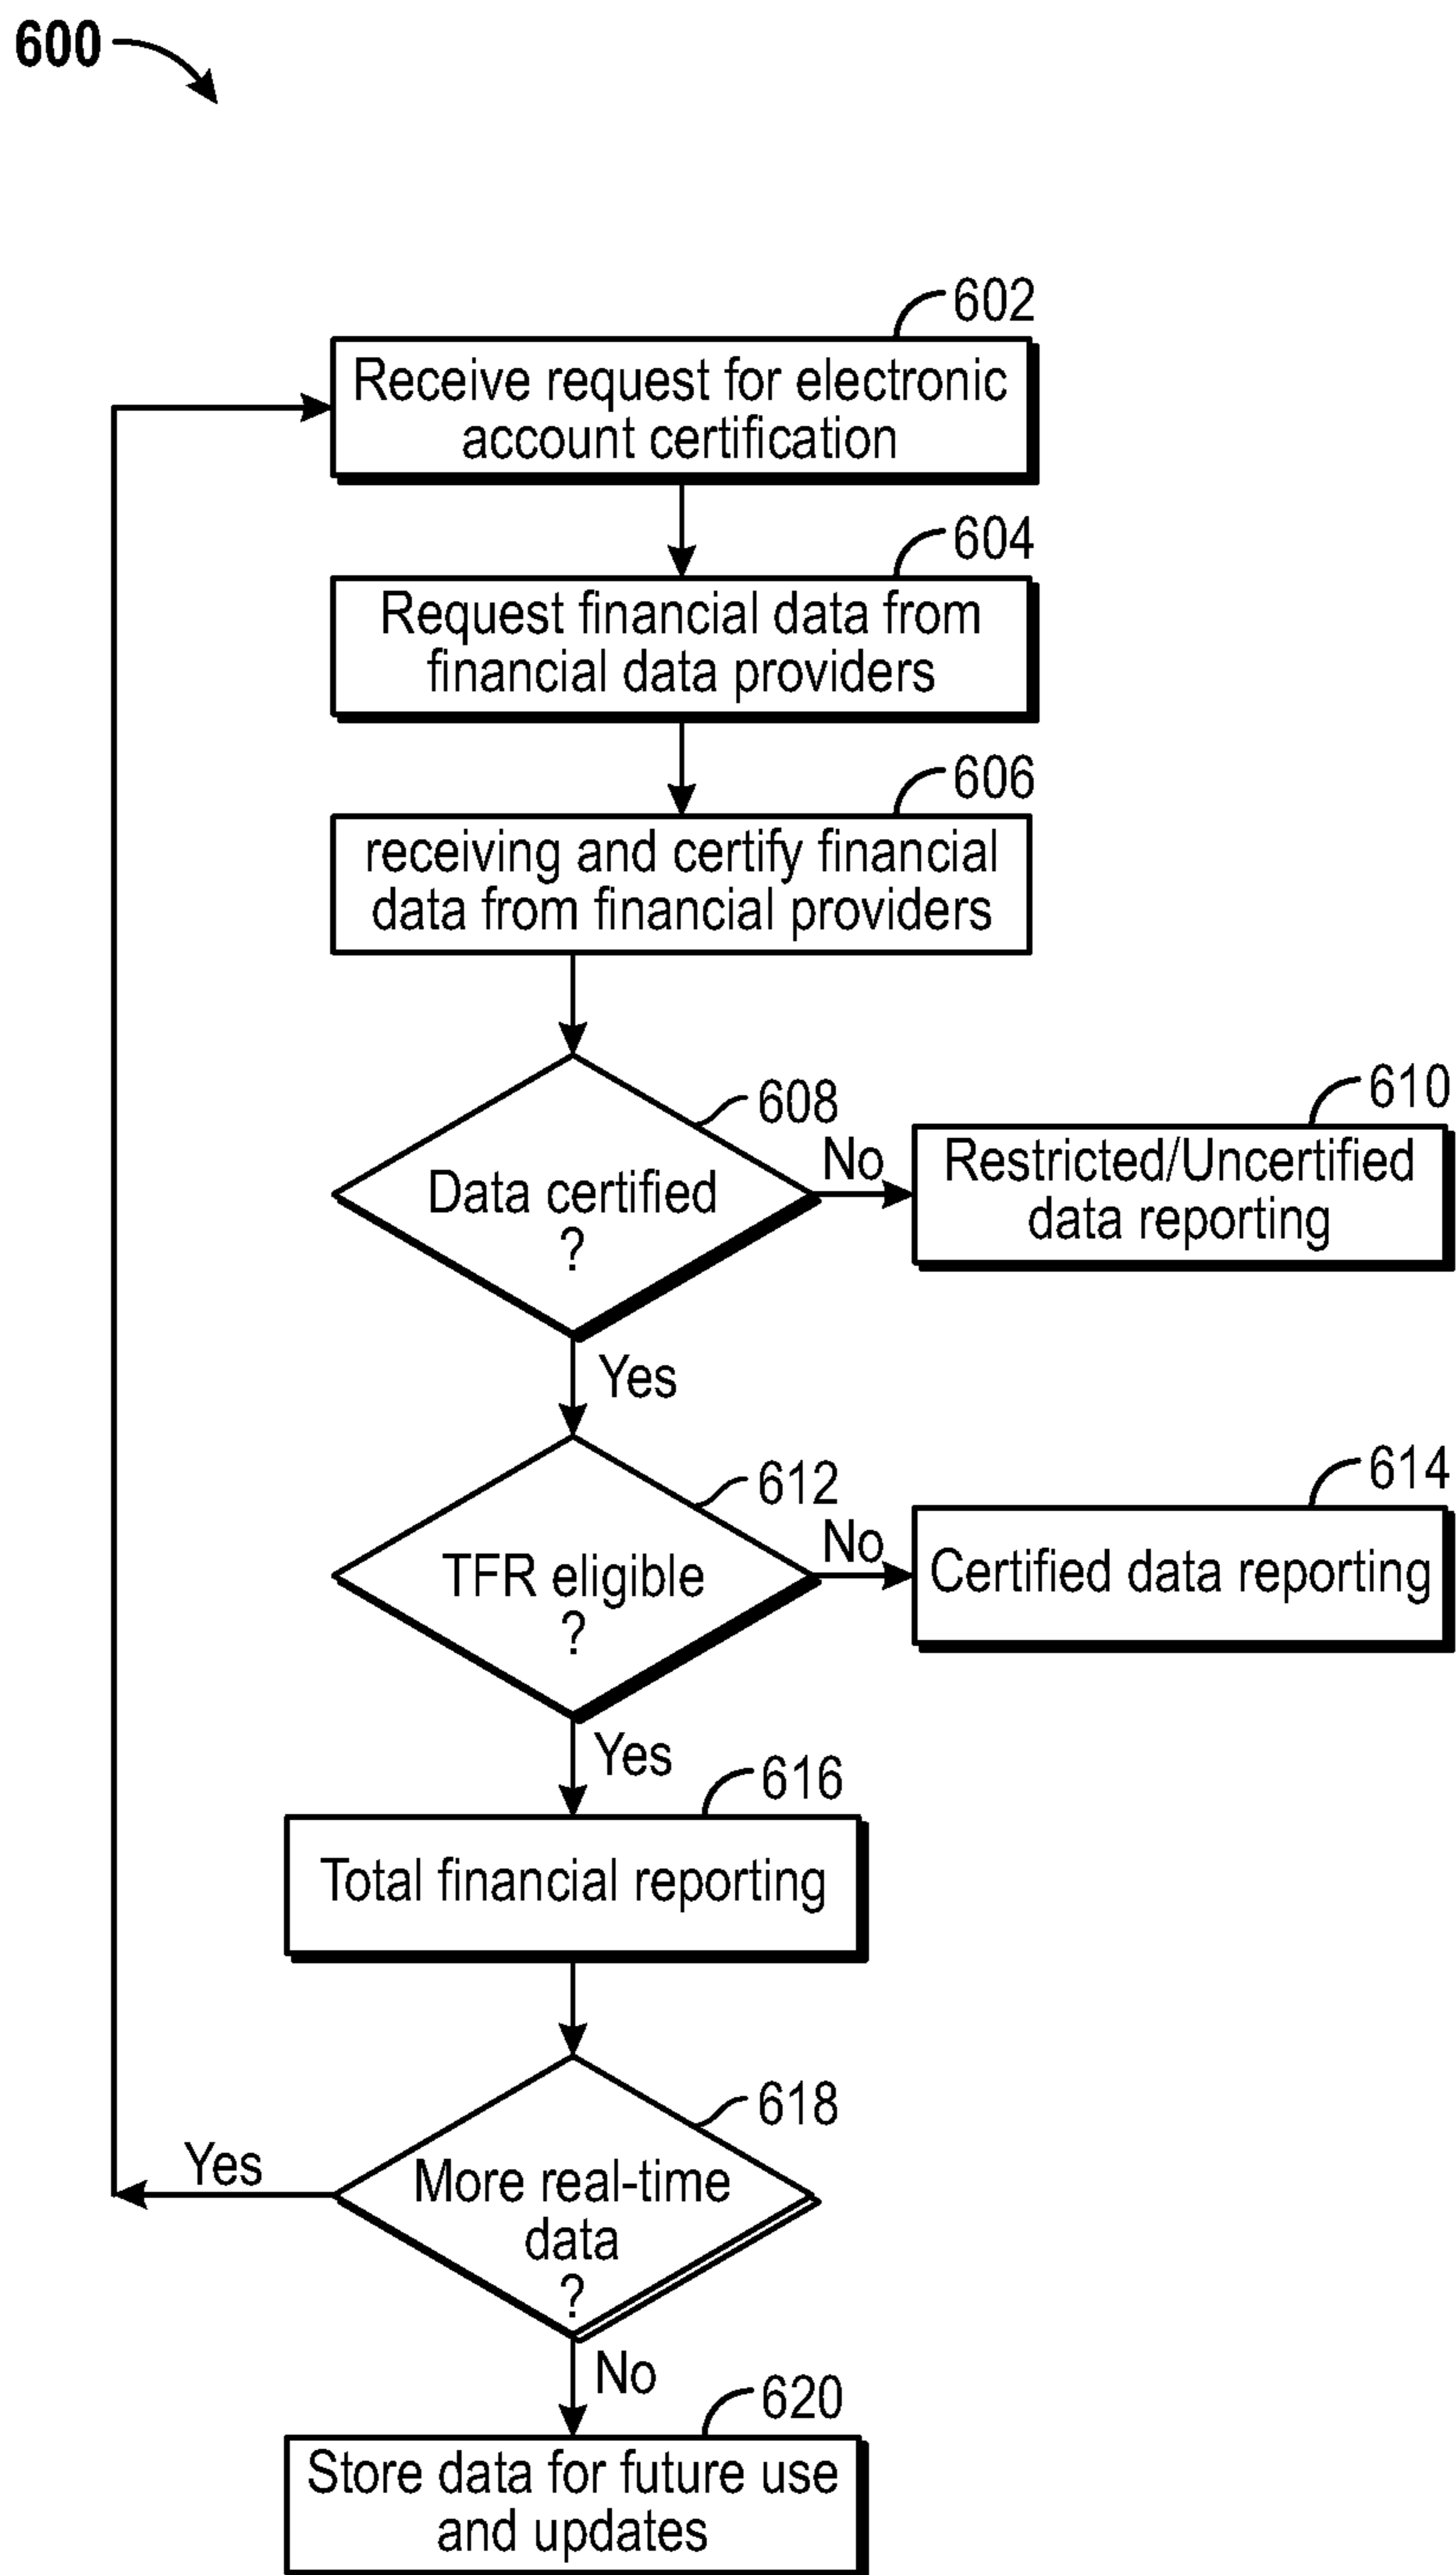 600
602
Receive request for electronic
account certification
604
Request financial data from
financial data providers
606
receiving and certify financial
data from financial providers
608
Data certified
?
No
610
Restricted/Uncertified
data reporting
Yes
612
TFR eligible
?
No
614
Certified data reporting
Yes
616
Total financial reporting
618
More real-time
data
?
Yes
No
620
Store data for future use
and updates